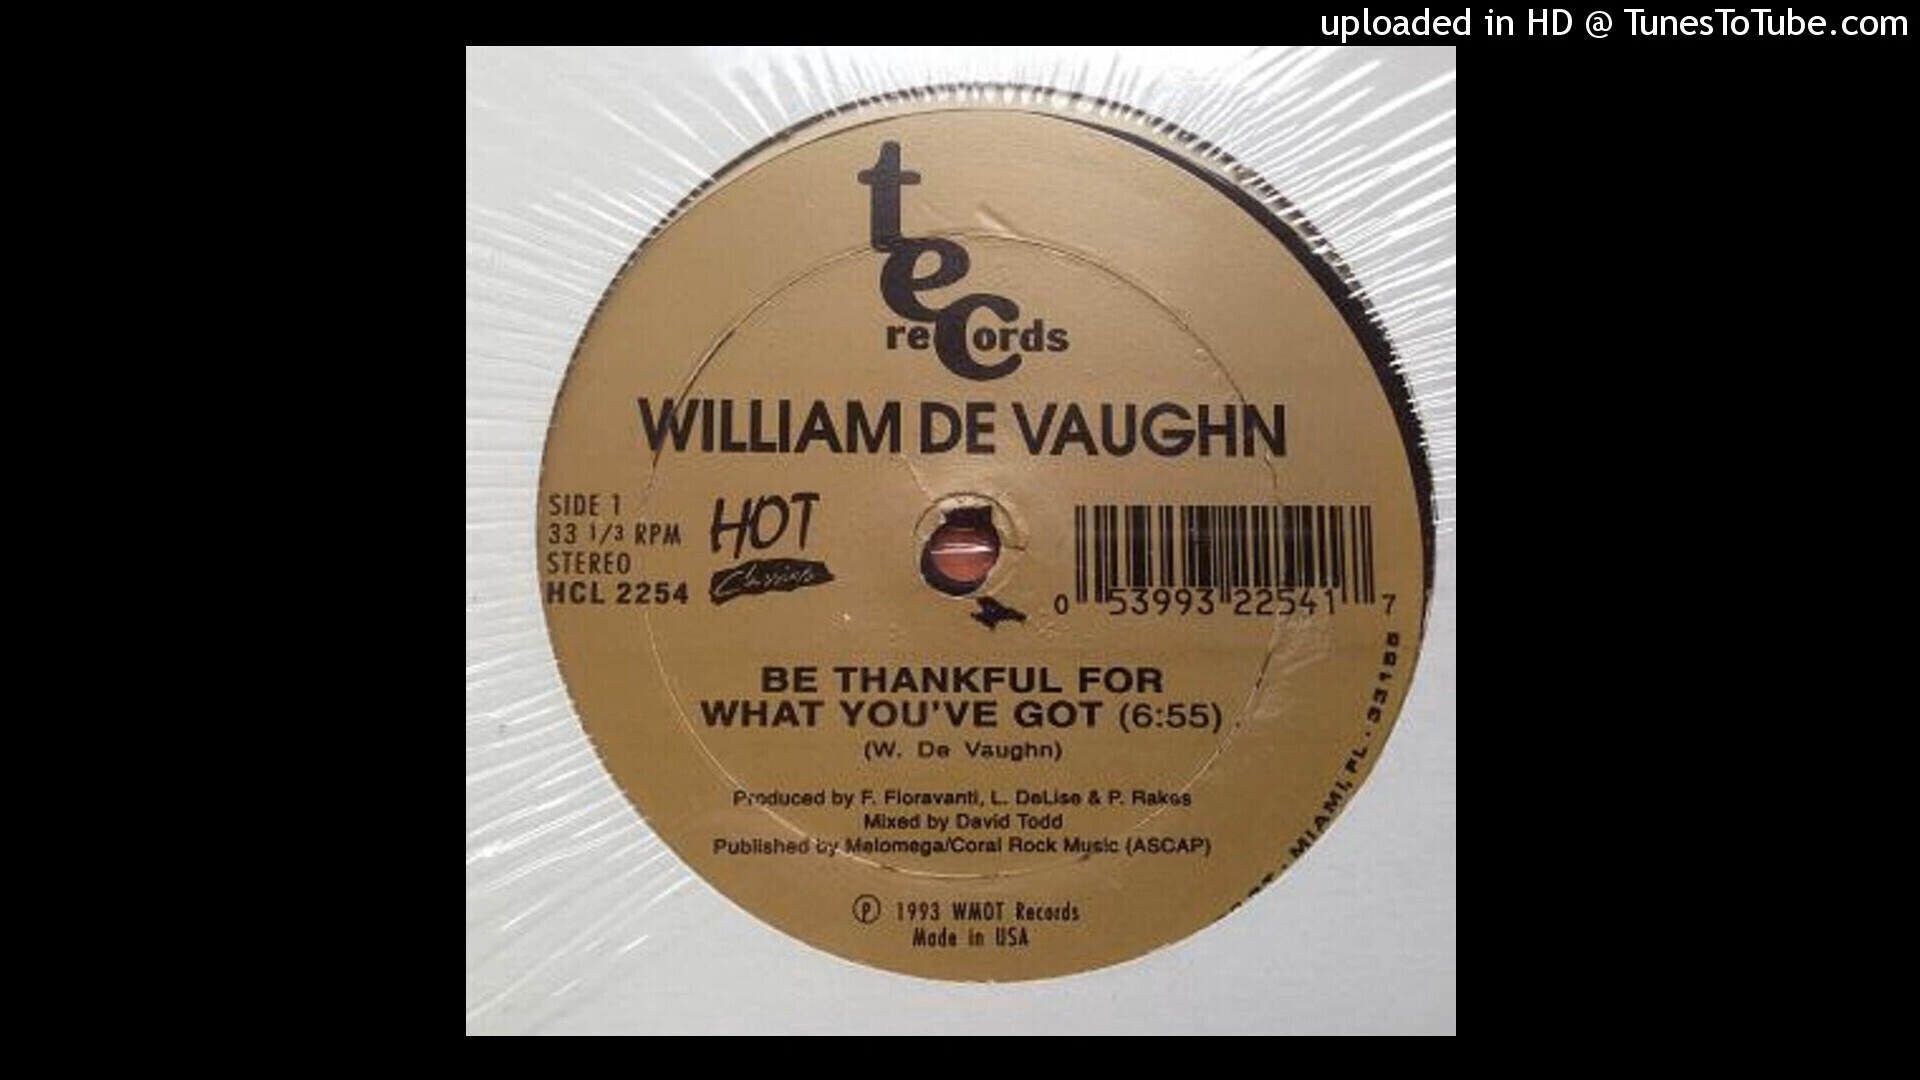 uploaded in HD @ TunesToTube.com
tec
records
WILLIAM DE VAUGHN
SIDE 1
33 1/3 RPM
STEREO
HCL 2254
HOT
Classics
0 53993 22541 7
BE THANKFUL FOR
WHAT YOU'VE GOT (6:55)
(W. De Vaughn)
Produced by F. Fioravanti, L. DeLise & P. Rakes
Mixed by David Todd
Published by Melomega/Coral Rock Music (ASCAP)
Ⓟ 1993 WMOT Records
Made in USA
MIAMI, FL. 33166